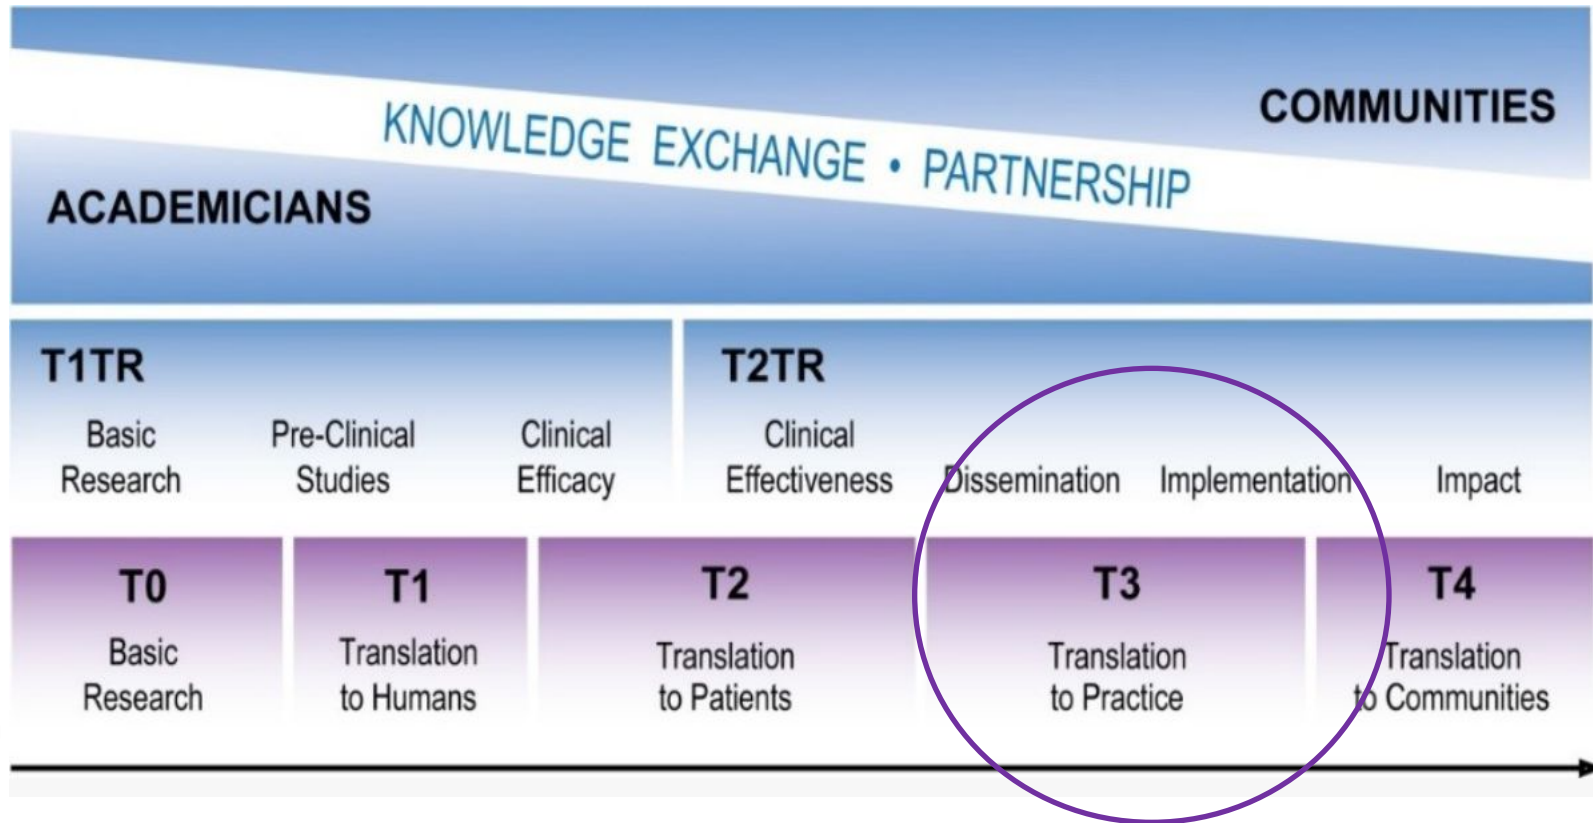 COMMUNITIES
KNOWLEDGE EXCHANGE • PARTNERSHIP
ACADEMICIANS
T1TR
Basic
Research
Pre-Clinical
Studies
Clinical
Efficacy
T2TR
Clinical
Effectiveness
Dissemination
Implementation
Impact
T0
Basic
Research
T1
Translation
to Humans
T2
Translation
to Patients
T3
Translation
to Practice
T4
Translation
to Communities